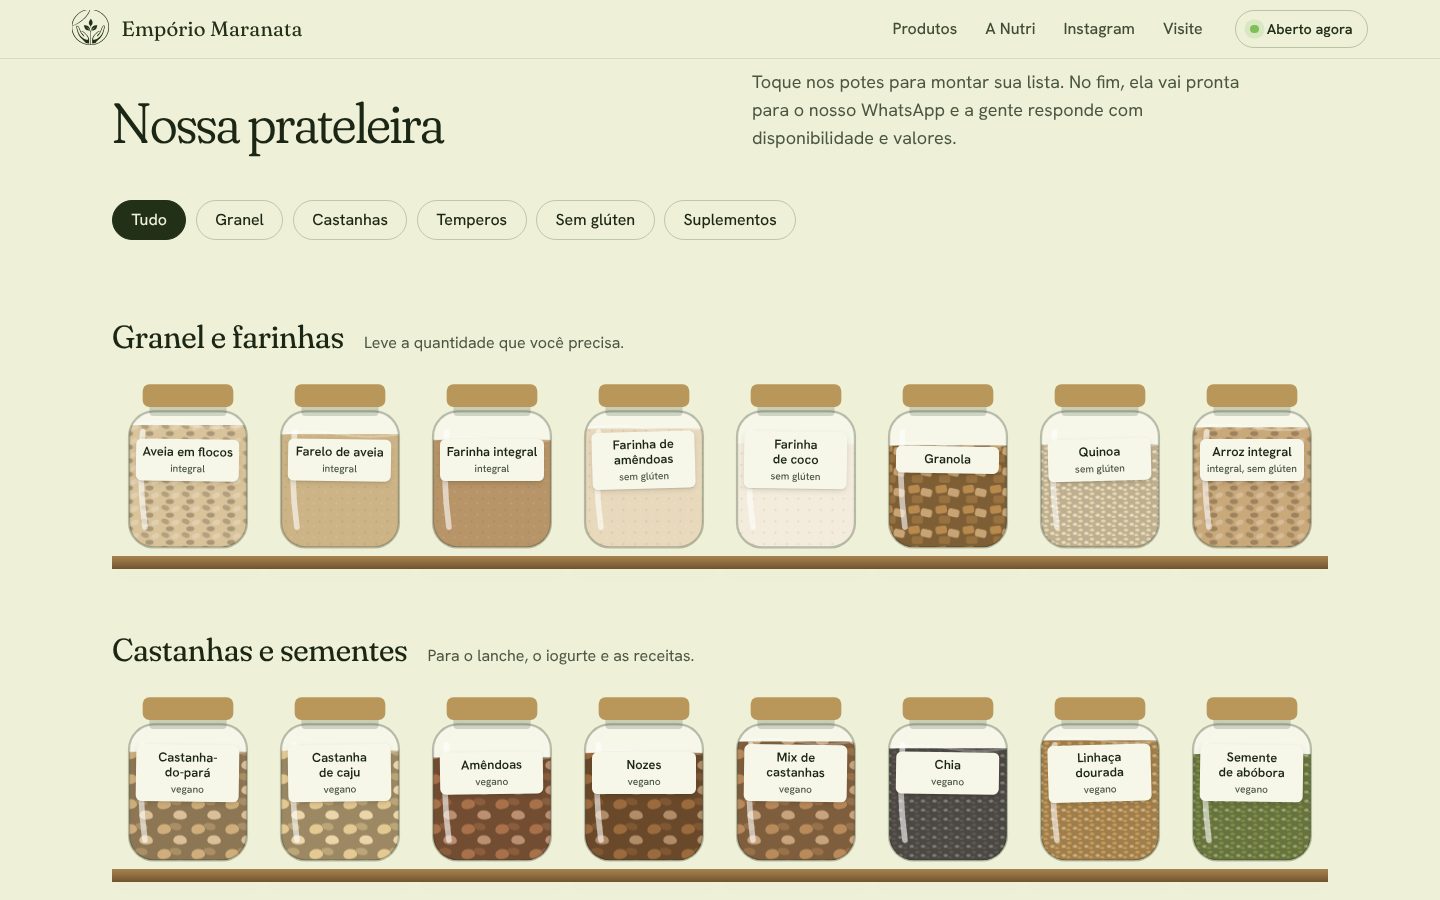 Empório Maranata
Produtos
A Nutri
Instagram
Visite
Aberto agora
Nossa prateleira
Toque nos potes para montar sua lista. No fim, ela vai pronta
para o nosso WhatsApp e a gente responde com
disponibilidade e valores.
Tudo
Granel
Castanhas
Temperos
Sem glúten
Suplementos
Granel e farinhas
Leve a quantidade que você precisa.
Aveia em flocos
integral
Farelo de aveia
integral
Farinha integral
integral
Farinha de
amêndoas
sem glúten
Farinha
de coco
sem glúten
Granola
Quinoa
sem glúten
Arroz integral
integral, sem glúten
Castanhas e sementes
Para o lanche, o iogurte e as receitas.
Castanha-
do-pará
vegano
Castanha
de caju
vegano
Amêndoas
vegano
Nozes
vegano
Mix de
castanhas
vegano
Chia
vegano
Linhaça
dourada
vegano
Semente
de abóbora
vegano